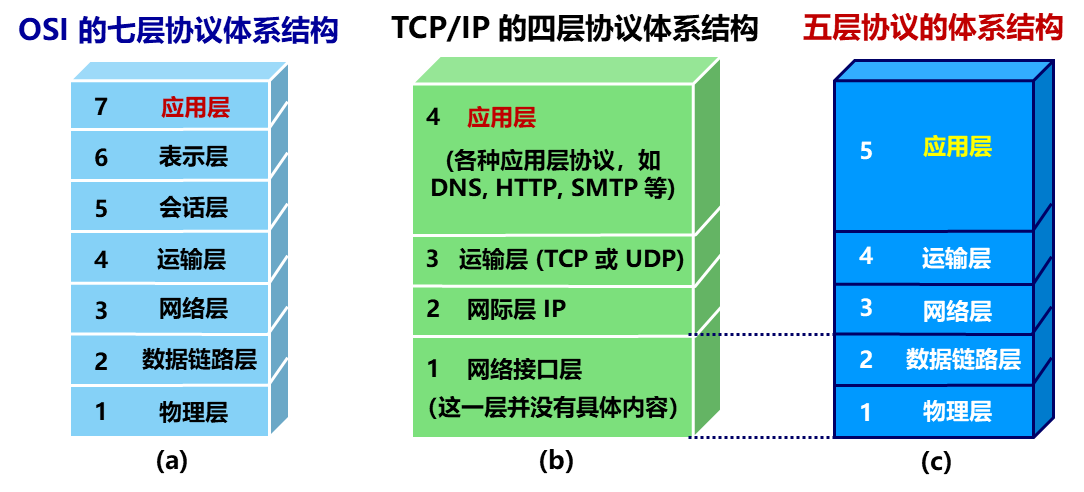 OSI 的七层协议体系结构
7 应用层
6 表示层
5 会话层
4 运输层
3 网络层
2 数据链路层
1 物理层
(a)
TCP/IP 的四层协议体系结构
4 应用层
(各种应用层协议，如
DNS, HTTP, SMTP 等)
3 运输层 (TCP 或 UDP)
2 网际层 IP
1 网络接口层
(这一层并没有具体内容)
(b)
五层协议的体系结构
5 应用层
4 运输层
3 网络层
2 数据链路层
1 物理层
(c)